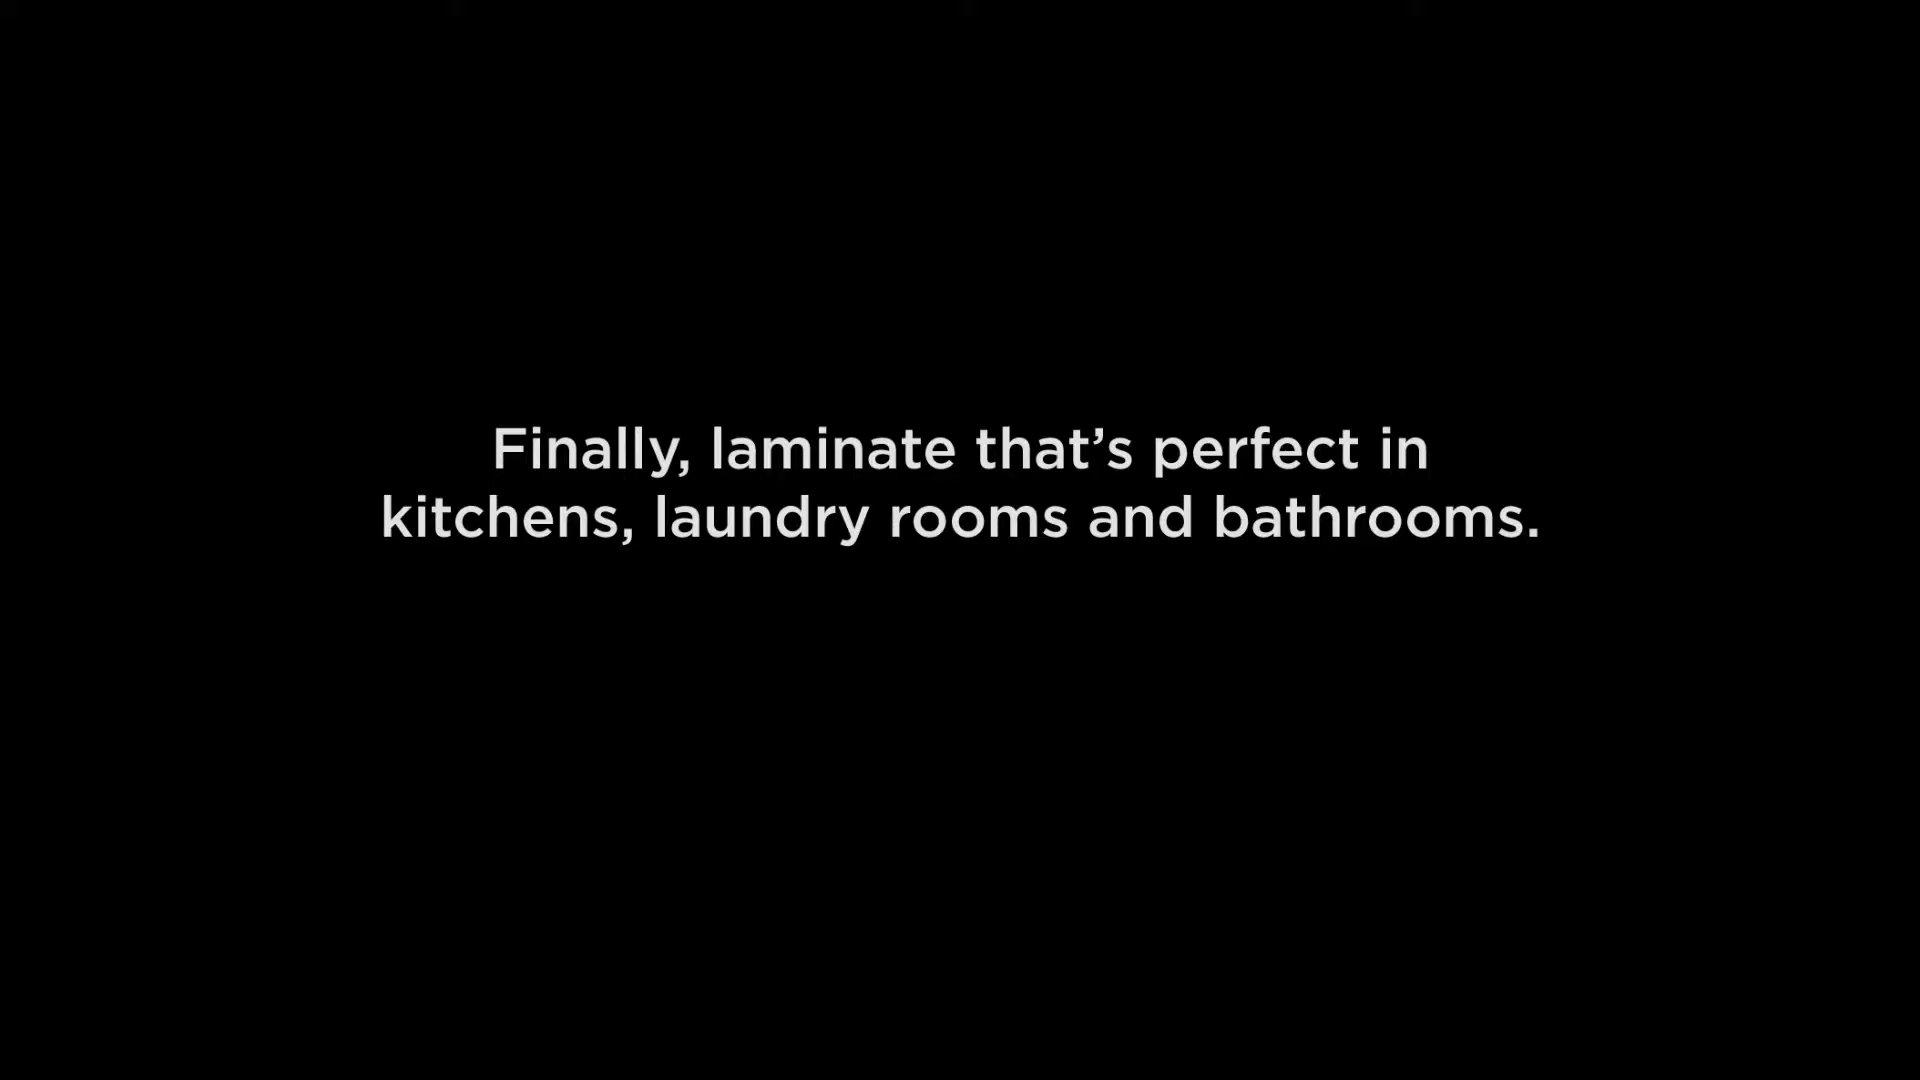 Finally, laminate that’s perfect in
kitchens, laundry rooms and bathrooms.